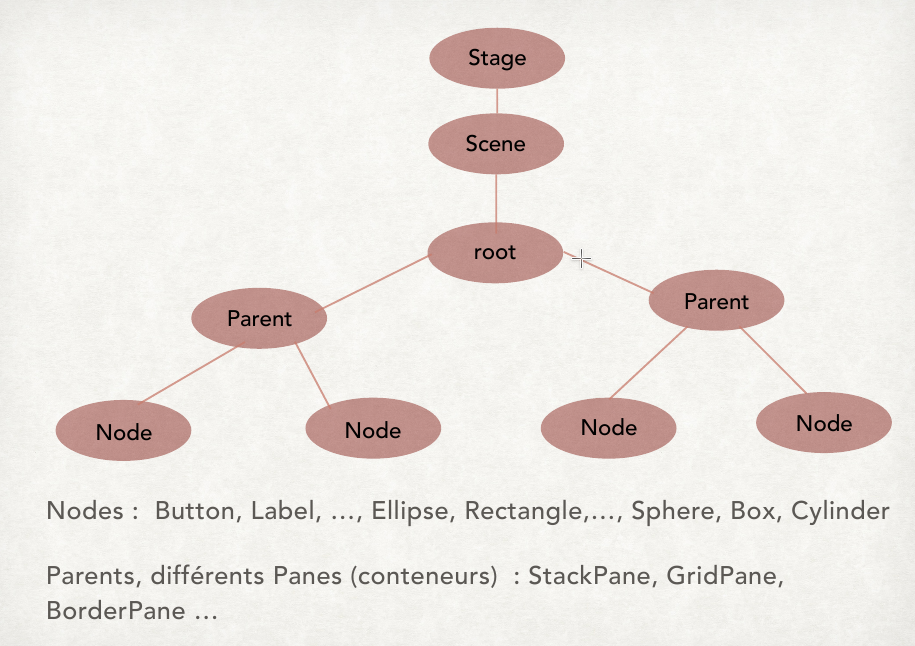 Stage
Scene
root
Parent
Parent
Node
Node
Node
Node
Nodes :  Button, Label, …, Ellipse, Rectangle,…, Sphere, Box, Cylinder
Parents, différents Panes (conteneurs)  : StackPane, GridPane,
BorderPane …